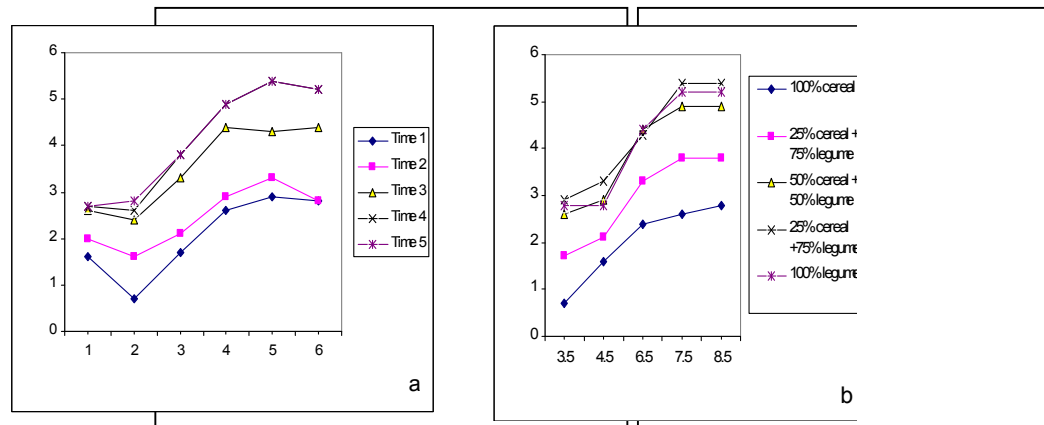 6
5
4
3
2
1
0
1 2 3 4 5 6
Time 1
Time 2
Time 3
Time 4
Time 5
a
6
5
4
3
2
1
0
3.5 4.5 6.5 7.5 8.5
100% cereal
25% cereal +
75% legume
50% cereal +
50% legume
25% cereal
+75% legume
100% legume
b